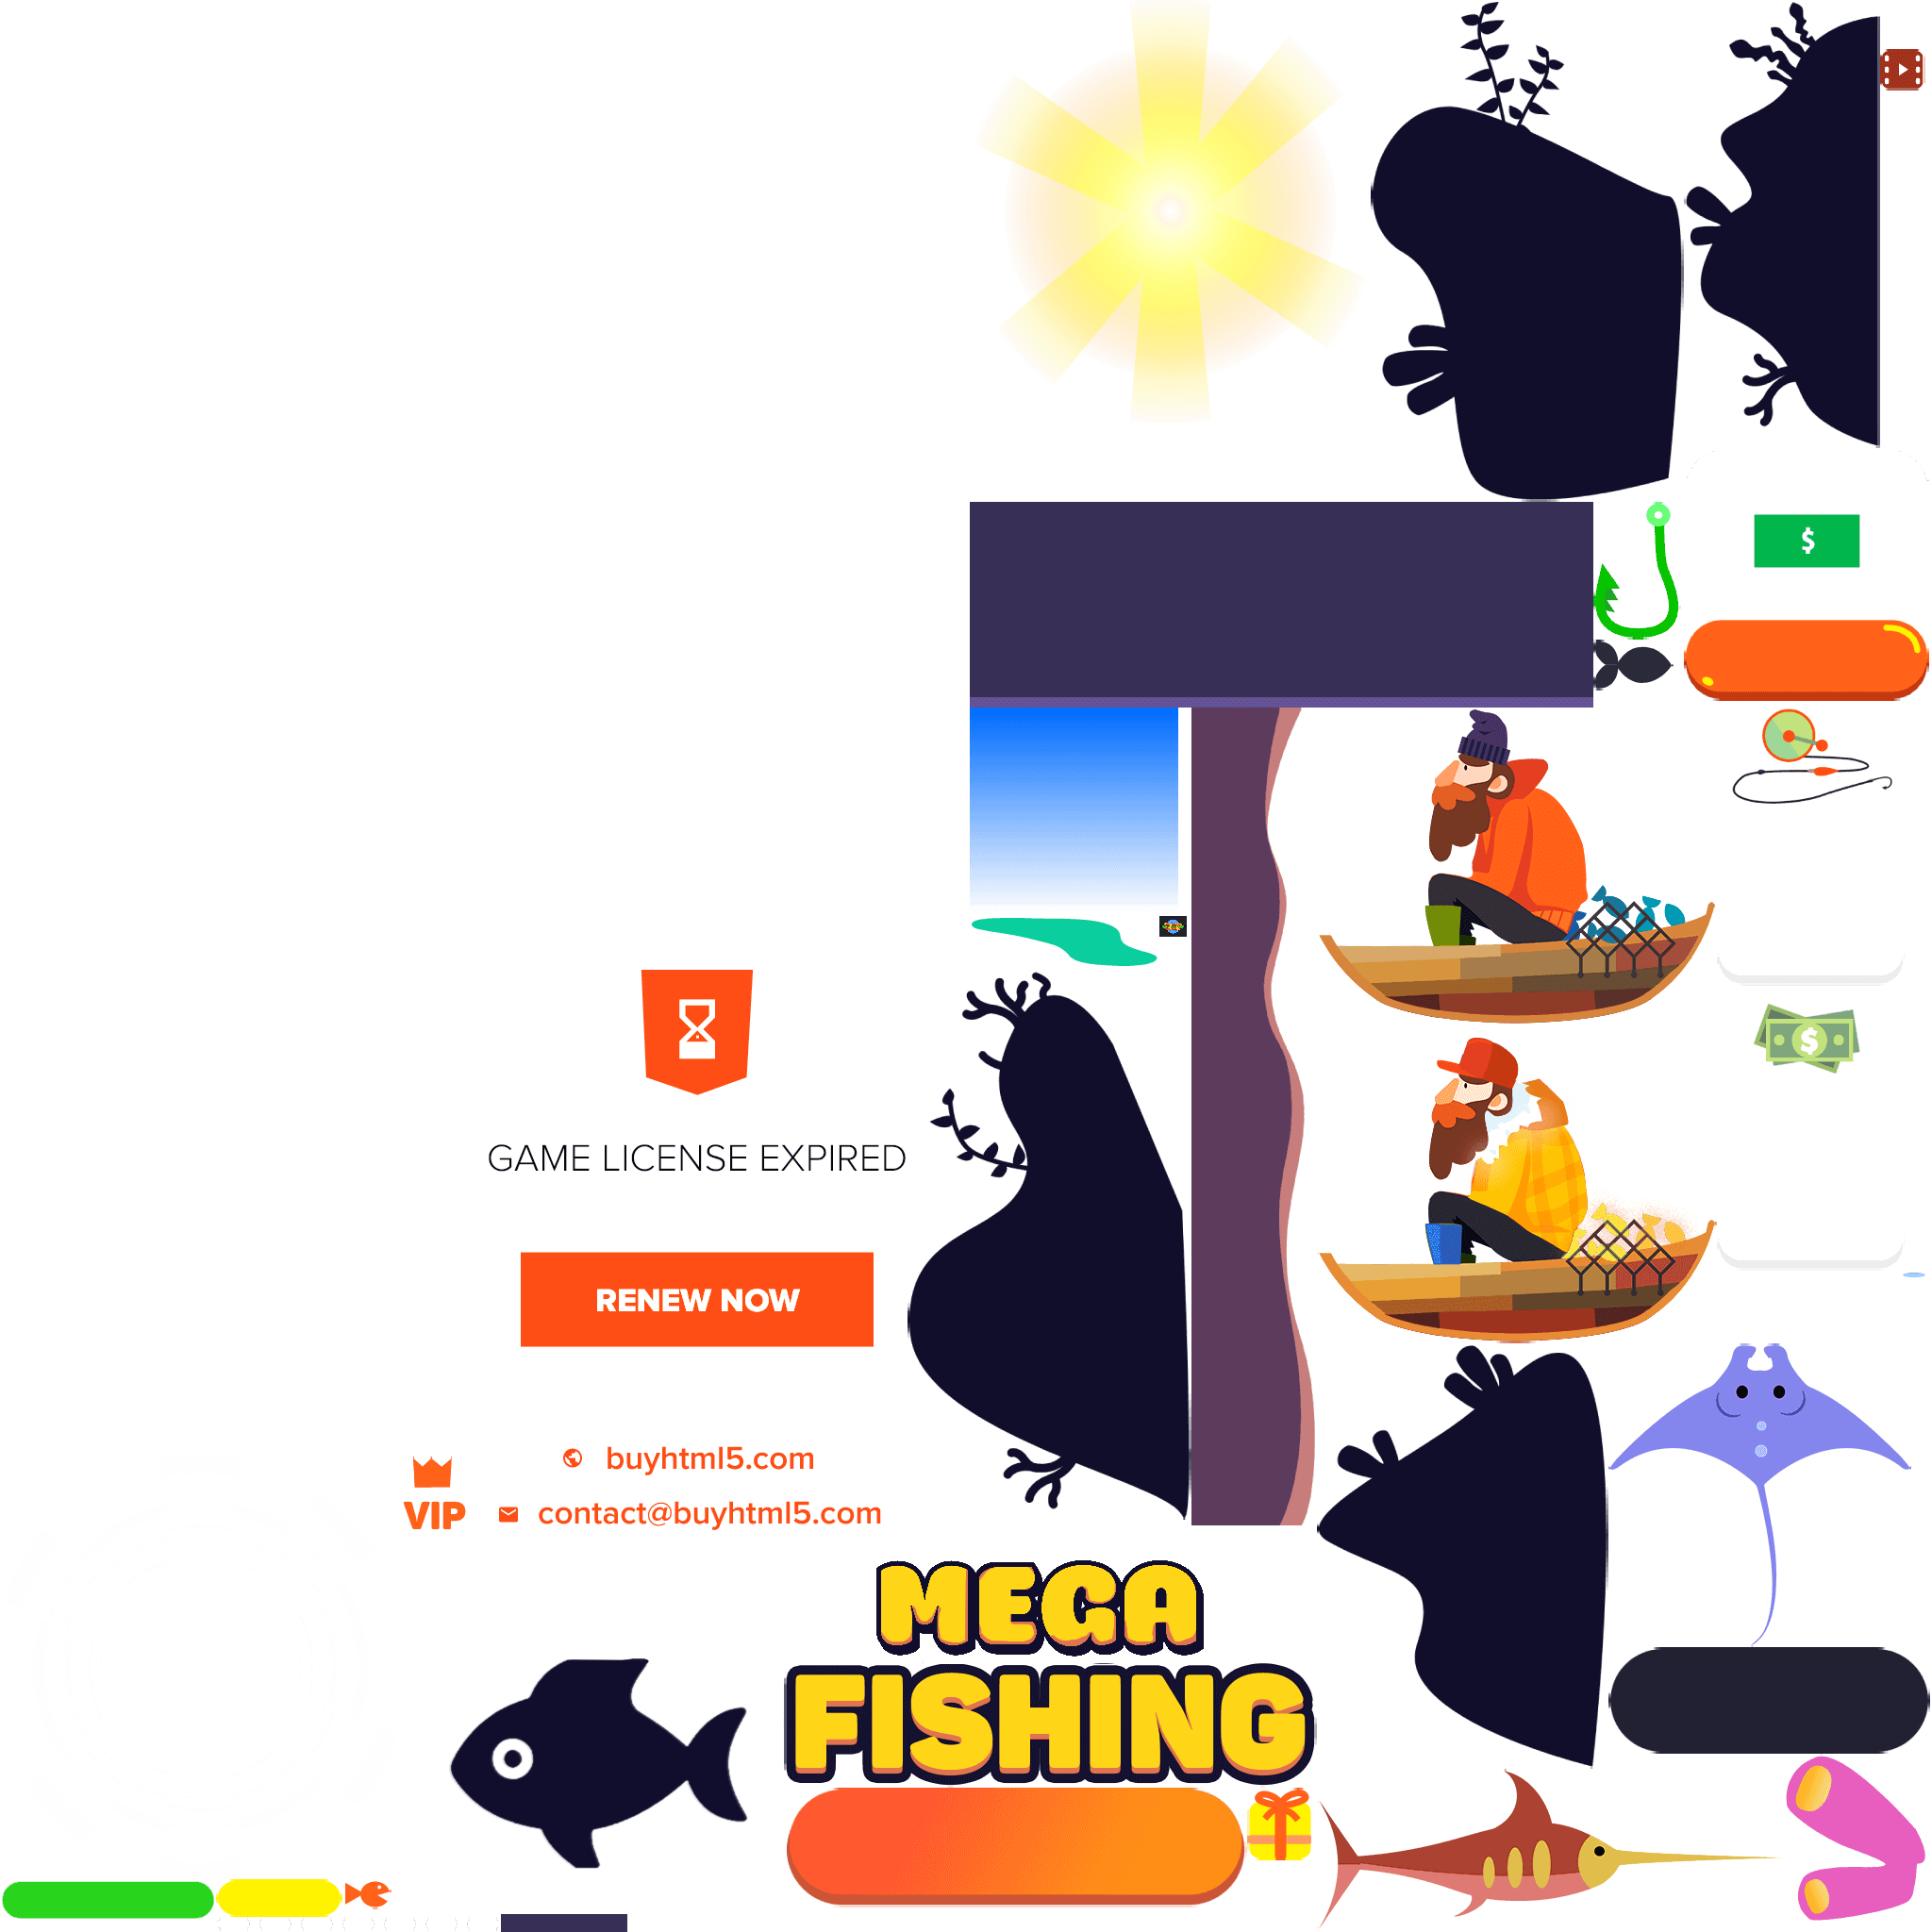 $
$
GAME LICENSE EXPIRED
RENEW NOW
buyhtml5.com
VIP
contact@buyhtml5.com
MEGA
FISHING